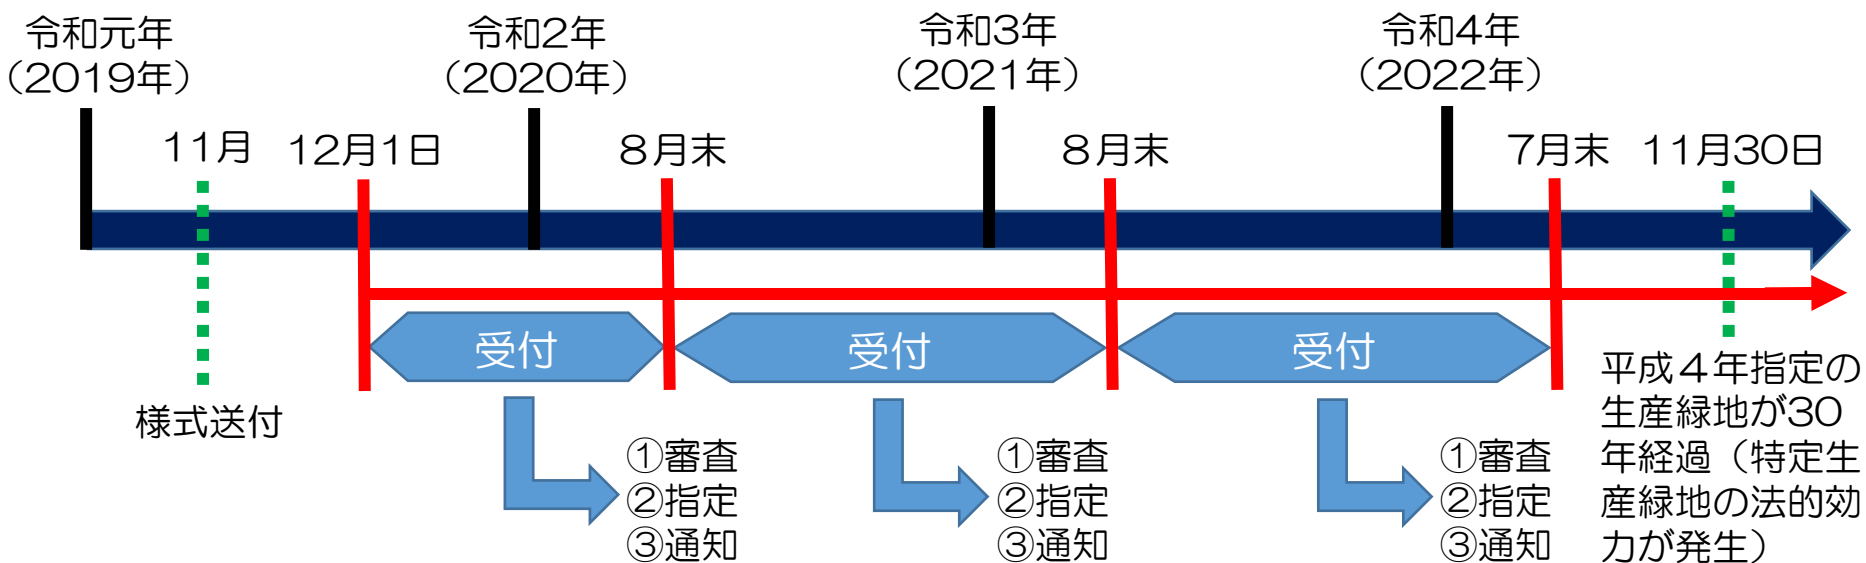 令和元年
（2019年）
令和2年
（2020年）
令和3年
（2021年）
令和4年
（2022年）
11月
12月1日
８月末
８月末
7月末
11月30日
受付
受付
受付
様式送付
①審査
②指定
③通知
①審査
②指定
③通知
①審査
②指定
③通知
平成４年指定の
生産緑地が30
年経過（特定生
産緑地の法的効
力が発生）